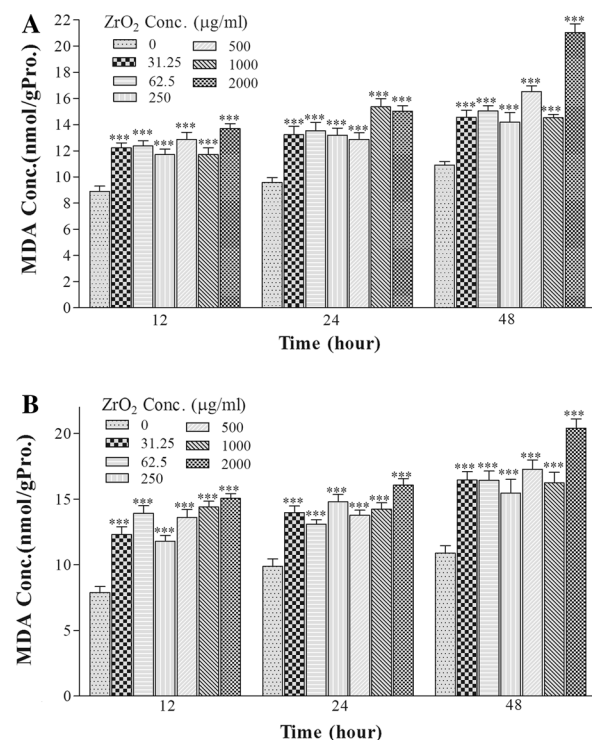 A
ZrO₂ Conc. (μg/ml)
0
31.25
62.5
250
500
1000
2000
MDA Conc.(nmol/gPro.)
22
20
18
16
14
12
10
8
6
4
2
0
*** *** *** *** *** ***
*** *** *** *** *** ***
*** *** *** *** *** ***
12 24 48
Time (hour)
B
ZrO₂ Conc. (μg/ml)
0
31.25
62.5
250
500
1000
2000
MDA Conc.(nmol/gPro.)
20
15
10
5
0
*** *** *** *** *** ***
*** *** *** *** *** ***
*** *** *** *** *** ***
12 24 48
Time (hour)